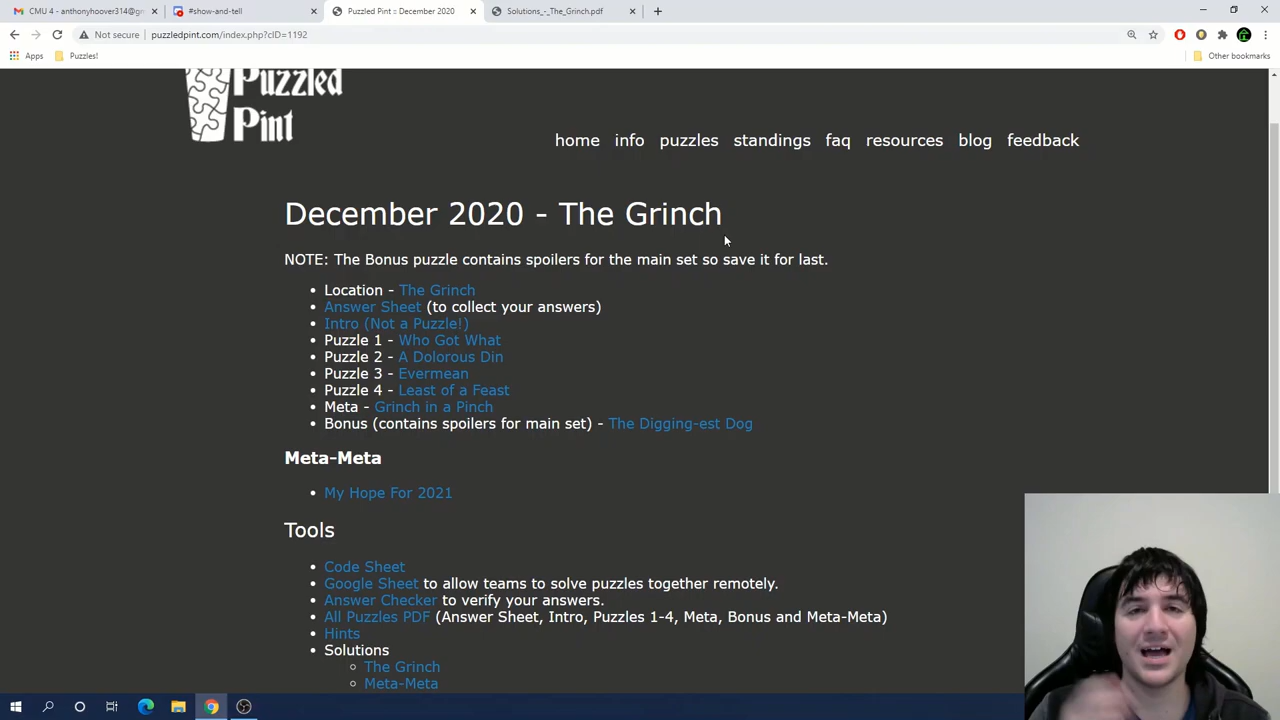 CMU 4 - anthonyhoover314@gm
#show-and-tell
Puzzled Pint :: December 2020
Solutions_-_The_Grinch.pdf
Not secure | puzzledpint.com/index.php?cID=1192
Apps
Puzzles!
Other bookmarks
Puzzled
Pint
home info puzzles standings faq resources blog feedback
December 2020 - The Grinch
NOTE: The Bonus puzzle contains spoilers for the main set so save it for last.
• Location - The Grinch
• Answer Sheet (to collect your answers)
• Intro (Not a Puzzle!)
• Puzzle 1 - Who Got What
• Puzzle 2 - A Dolorous Din
• Puzzle 3 - Evermean
• Puzzle 4 - Least of a Feast
• Meta - Grinch in a Pinch
• Bonus (contains spoilers for main set) - The Digging-est Dog
Meta-Meta
• My Hope For 2021
Tools
• Code Sheet
• Google Sheet to allow teams to solve puzzles together remotely.
• Answer Checker to verify your answers.
• All Puzzles PDF (Answer Sheet, Intro, Puzzles 1-4, Meta, Bonus and Meta-Meta)
• Hints
• Solutions
◦ The Grinch
◦ Meta-Meta